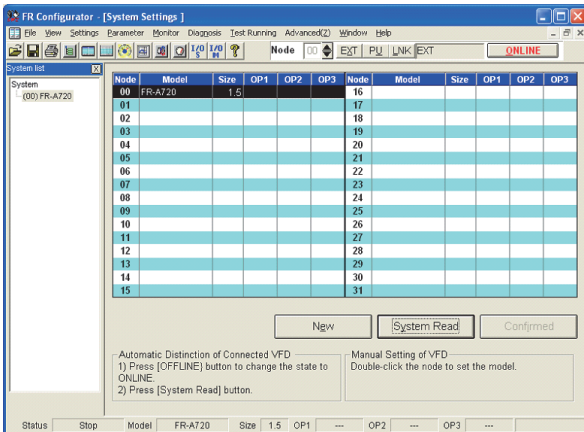 FR Configurator - [System Settings ]
File View Settings Parameter Monitor Diagnosis Test Running Advanced(Z) Window Help
Node 00 EXT PU LNK EXT ONLINE
System list
System
(00) FR-A720
Node Model Size OP1 OP2 OP3 Node Model Size OP1 OP2 OP3
00 FR-A720 1.5 16
01 17
02 18
03 19
04 20
05 21
06 22
07 23
08 24
09 25
10 26
11 27
12 28
13 29
14 30
15 31
New System Read Confirmed
Automatic Distinction of Connected VFD
1) Press [OFFLINE) button to change the state to
ONLINE.
2) Press [System Read] button.
Manual Setting of VFD
Double-click the node to set the model.
Status Stop Model FR-A720 Size 1.5 OP1 --- OP2 --- OP3 ---